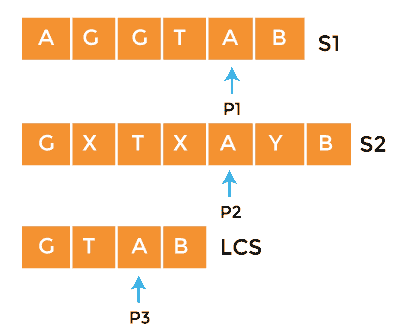 A G G T A B S1
P1
G X T X A Y B S2
P2
G T A B LCS
P3